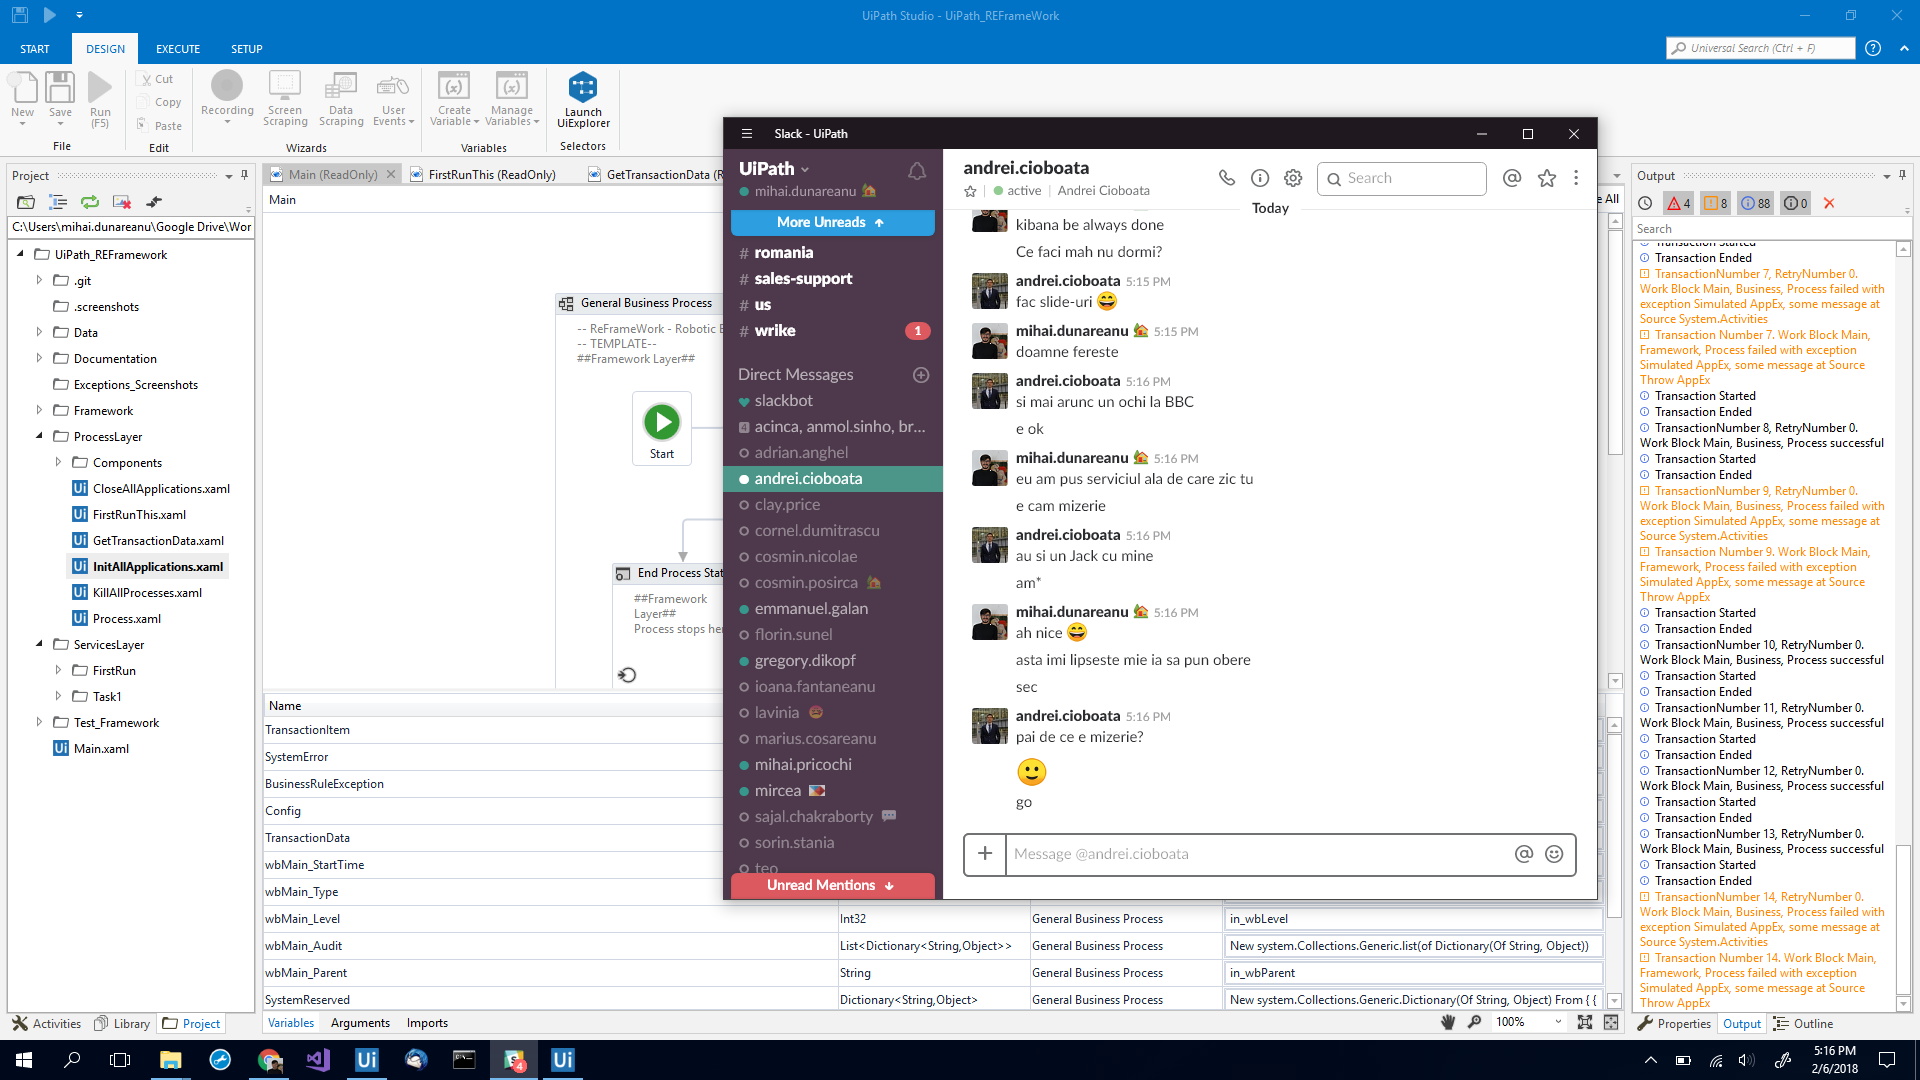 UiPath Studio - UiPath_REFrameWork
START
DESIGN
EXECUTE
SETUP
Universal Search (Ctrl + F)
New
Save
Run
(F5)
File
Cut
Copy
Paste
Edit
Recording
Screen
Scraping
Data
Scraping
User
Events
Wizards
Create
Variable
Manage
Variables
Variables
Launch
UiExplorer
Selectors
Project
C:\Users\mihai.dunareanu\Google Drive\Wor
UiPath_REFramework
.git
.screenshots
Data
Documentation
Exceptions_Screenshots
Framework
ProcessLayer
Components
CloseAllApplications.xaml
FirstRunThis.xaml
GetTransactionData.xaml
InitAllApplications.xaml
KillAllProcesses.xaml
Process.xaml
ServicesLayer
FirstRun
Task1
Test_Framework
Main.xaml
Activities
Library
Project
Main (ReadOnly)
FirstRunThis (ReadOnly)
GetTransactionData (R
Main
e All
General Business Process
-- ReFrameWork - Robotic E
-- TEMPLATE--
##Framework Layer##
Start
End Process Stat
##Framework
Layer##
Process stops her
Name
TransactionItem
SystemError
BusinessRuleException
Config
TransactionData
wbMain_StartTime
wbMain_Type
wbMain_Level Int32 General Business Process in_wbLevel
wbMain_Audit List<Dictionary<String,Object>> General Business Process New system.Collections.Generic.list(of Dictionary(Of String, Object))
wbMain_Parent String General Business Process in_wbParent
SystemReserved Dictionary<String,Object> General Business Process New system.Collections.Generic.Dictionary(Of String, Object) From { {
Variables
Arguments
Imports
100%
Slack - UiPath
UiPath
mihai.dunareanu
More Unreads
# romania
# sales-support
# us
# wrike 1
Direct Messages
slackbot
4 acinca, anmol.sinho, br...
adrian.anghel
andrei.cioboata
clay.price
cornel.dumitrascu
cosmin.nicolae
cosmin.posirca
emmanuel.galan
florin.sunel
gregory.dikopf
ioana.fantaneanu
lavinia
marius.cosareanu
mihai.pricochi
mircea
sajal.chakraborty
sorin.stania
teo
Unread Mentions
andrei.cioboata
active | Andrei Cioboata
Search
Today
kibana be always done
Ce faci mah nu dormi?
andrei.cioboata 5:15 PM
fac slide-uri
mihai.dunareanu 5:15 PM
doamne fereste
andrei.cioboata 5:16 PM
si mai arunc un ochi la BBC
e ok
mihai.dunareanu 5:16 PM
eu am pus serviciul ala de care zic tu
e cam mizerie
andrei.cioboata 5:16 PM
au si un Jack cu mine
am*
mihai.dunareanu 5:16 PM
ah nice
asta imi lipseste mie ia sa pun obere
sec
andrei.cioboata 5:16 PM
pai de ce e mizerie?
go
Message @andrei.cioboata
Output
4
8
88
0
Search
Transaction Started
Transaction Ended
TransactionNumber 7, RetryNumber 0.
Work Block Main, Business, Process failed with
exception Simulated AppEx, some message at
Source System.Activities
Transaction Number 7. Work Block Main,
Framework, Process failed with exception
Simulated AppEx, some message at Source
Throw AppEx
Transaction Started
Transaction Ended
TransactionNumber 8, RetryNumber 0.
Work Block Main, Business, Process successful
Transaction Started
Transaction Ended
TransactionNumber 9, RetryNumber 0.
Work Block Main, Business, Process failed with
exception Simulated AppEx, some message at
Source System.Activities
Transaction Number 9. Work Block Main,
Framework, Process failed with exception
Simulated AppEx, some message at Source
Throw AppEx
Transaction Started
Transaction Ended
TransactionNumber 10, RetryNumber 0.
Work Block Main, Business, Process successful
Transaction Started
Transaction Ended
TransactionNumber 11, RetryNumber 0.
Work Block Main, Business, Process successful
Transaction Started
Transaction Ended
TransactionNumber 12, RetryNumber 0.
Work Block Main, Business, Process successful
Transaction Started
Transaction Ended
TransactionNumber 13, RetryNumber 0.
Work Block Main, Business, Process successful
Transaction Started
Transaction Ended
TransactionNumber 14, RetryNumber 0.
Work Block Main, Business, Process failed with
exception Simulated AppEx, some message at
Source System.Activities
Transaction Number 14. Work Block Main,
Framework, Process failed with exception
Simulated AppEx, some message at Source
Throw AppEx
Properties
Output
Outline
5:16 PM
2/6/2018